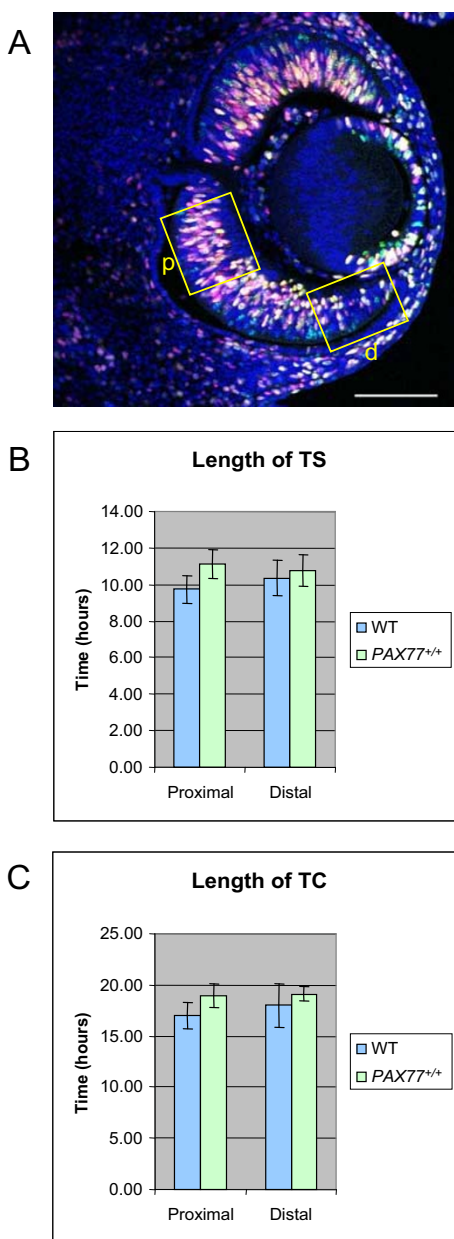 A
p
d
B
Length of TS
Time (hours)
14.00
12.00
10.00
8.00
6.00
4.00
2.00
0.00
Proximal Distal
WT
PAX77+/+
C
Length of TC
Time (hours)
25.00
20.00
15.00
10.00
5.00
0.00
Proximal Distal
WT
PAX77+/+